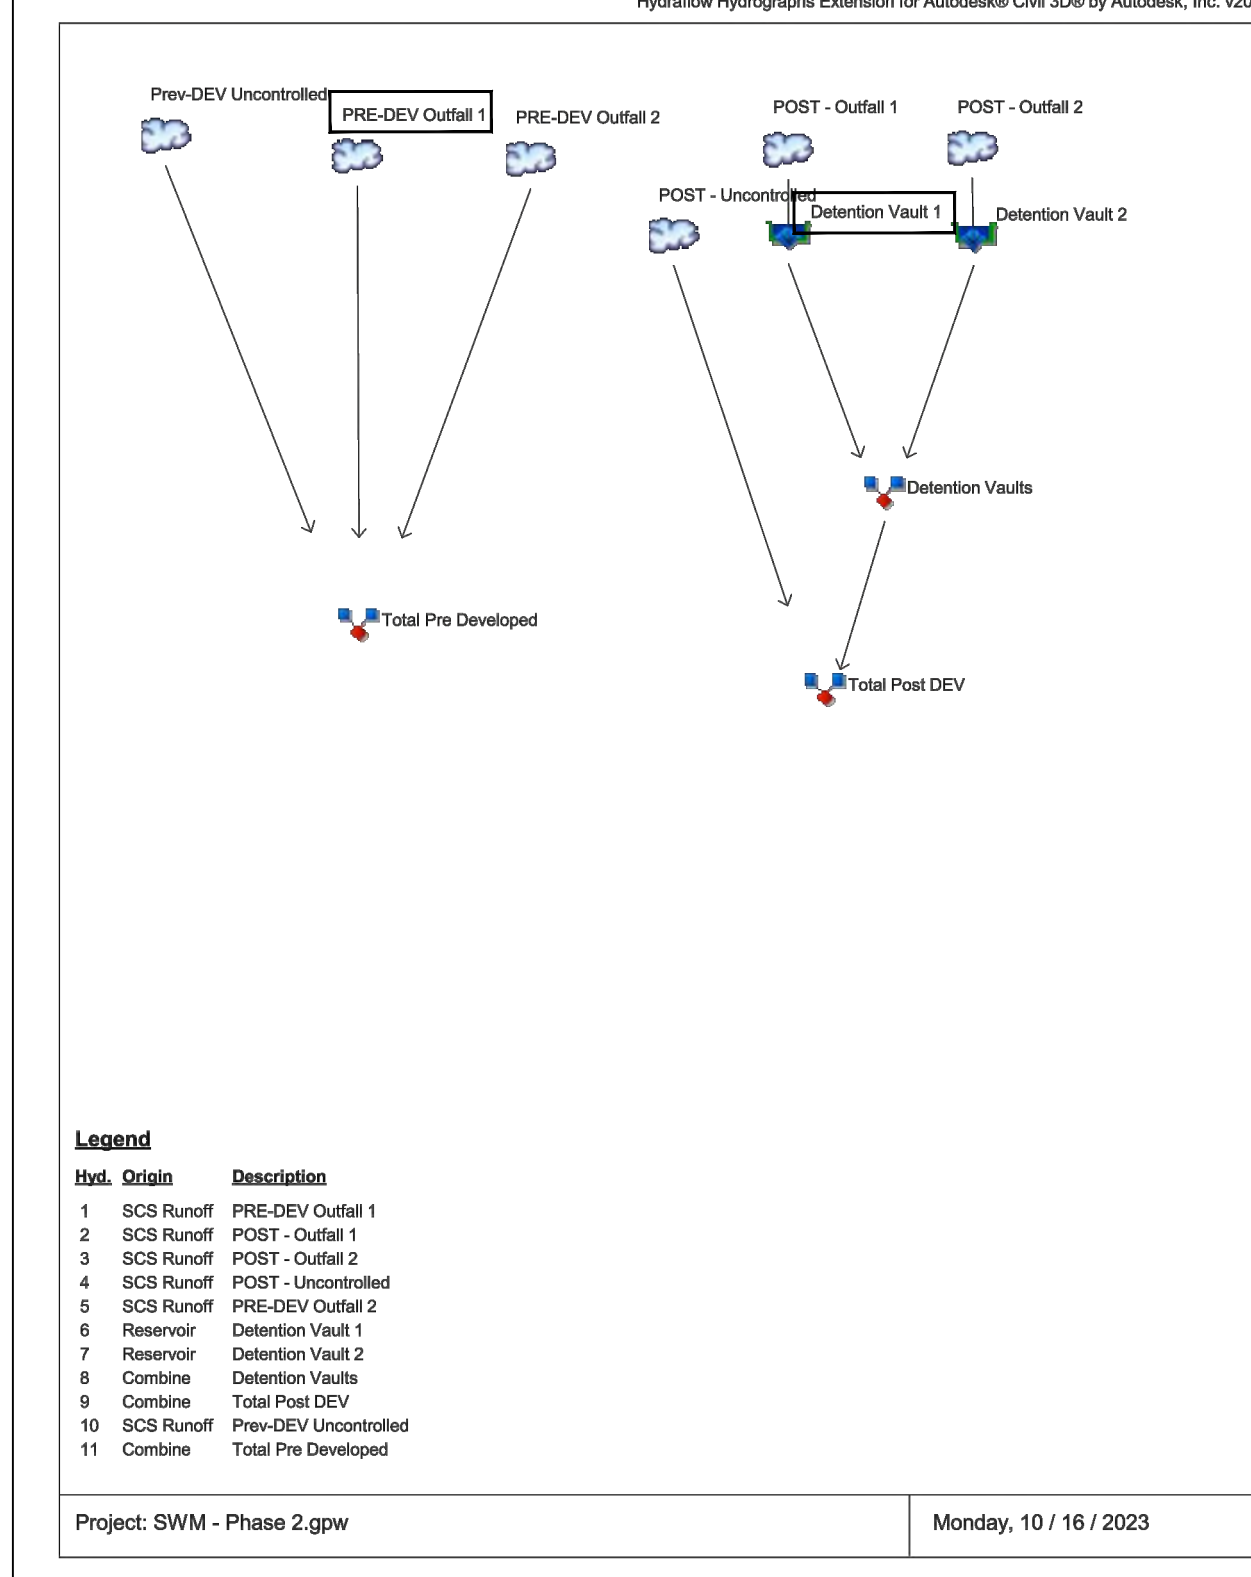 Hydraflow Hydrographs Extension for Autodesk® Civil 3D® by Autodesk, Inc. v20
Prev-DEV Uncontrolled
PRE-DEV Outfall 1
PRE-DEV Outfall 2
POST - Outfall 1
POST - Outfall 2
POST - Uncontrolled
Detention Vault 1
Detention Vault 2
Detention Vaults
Total Pre Developed
Total Post DEV
Legend
Hyd. Origin Description
1 SCS Runoff PRE-DEV Outfall 1
2 SCS Runoff POST - Outfall 1
3 SCS Runoff POST - Outfall 2
4 SCS Runoff POST - Uncontrolled
5 SCS Runoff PRE-DEV Outfall 2
6 Reservoir Detention Vault 1
7 Reservoir Detention Vault 2
8 Combine Detention Vaults
9 Combine Total Post DEV
10 SCS Runoff Prev-DEV Uncontrolled
11 Combine Total Pre Developed
Project: SWM - Phase 2.gpw
Monday, 10 / 16 / 2023